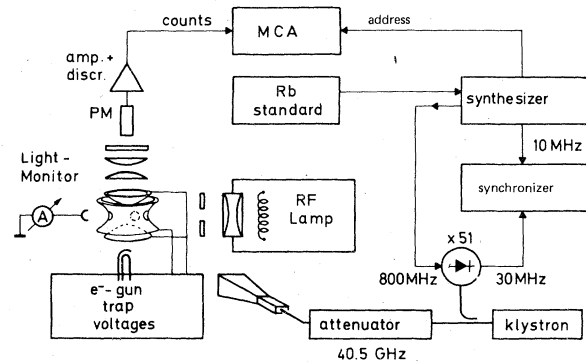 counts
MCA
address
amp.+
discr.
Rb
standard
synthesizer
PM
10 MHz
Light-
Monitor
A
RF
Lamp
synchronizer
x 51
800MHz
30MHz
e⁻-gun
trap
voltages
attenuator
klystron
40.5 GHz